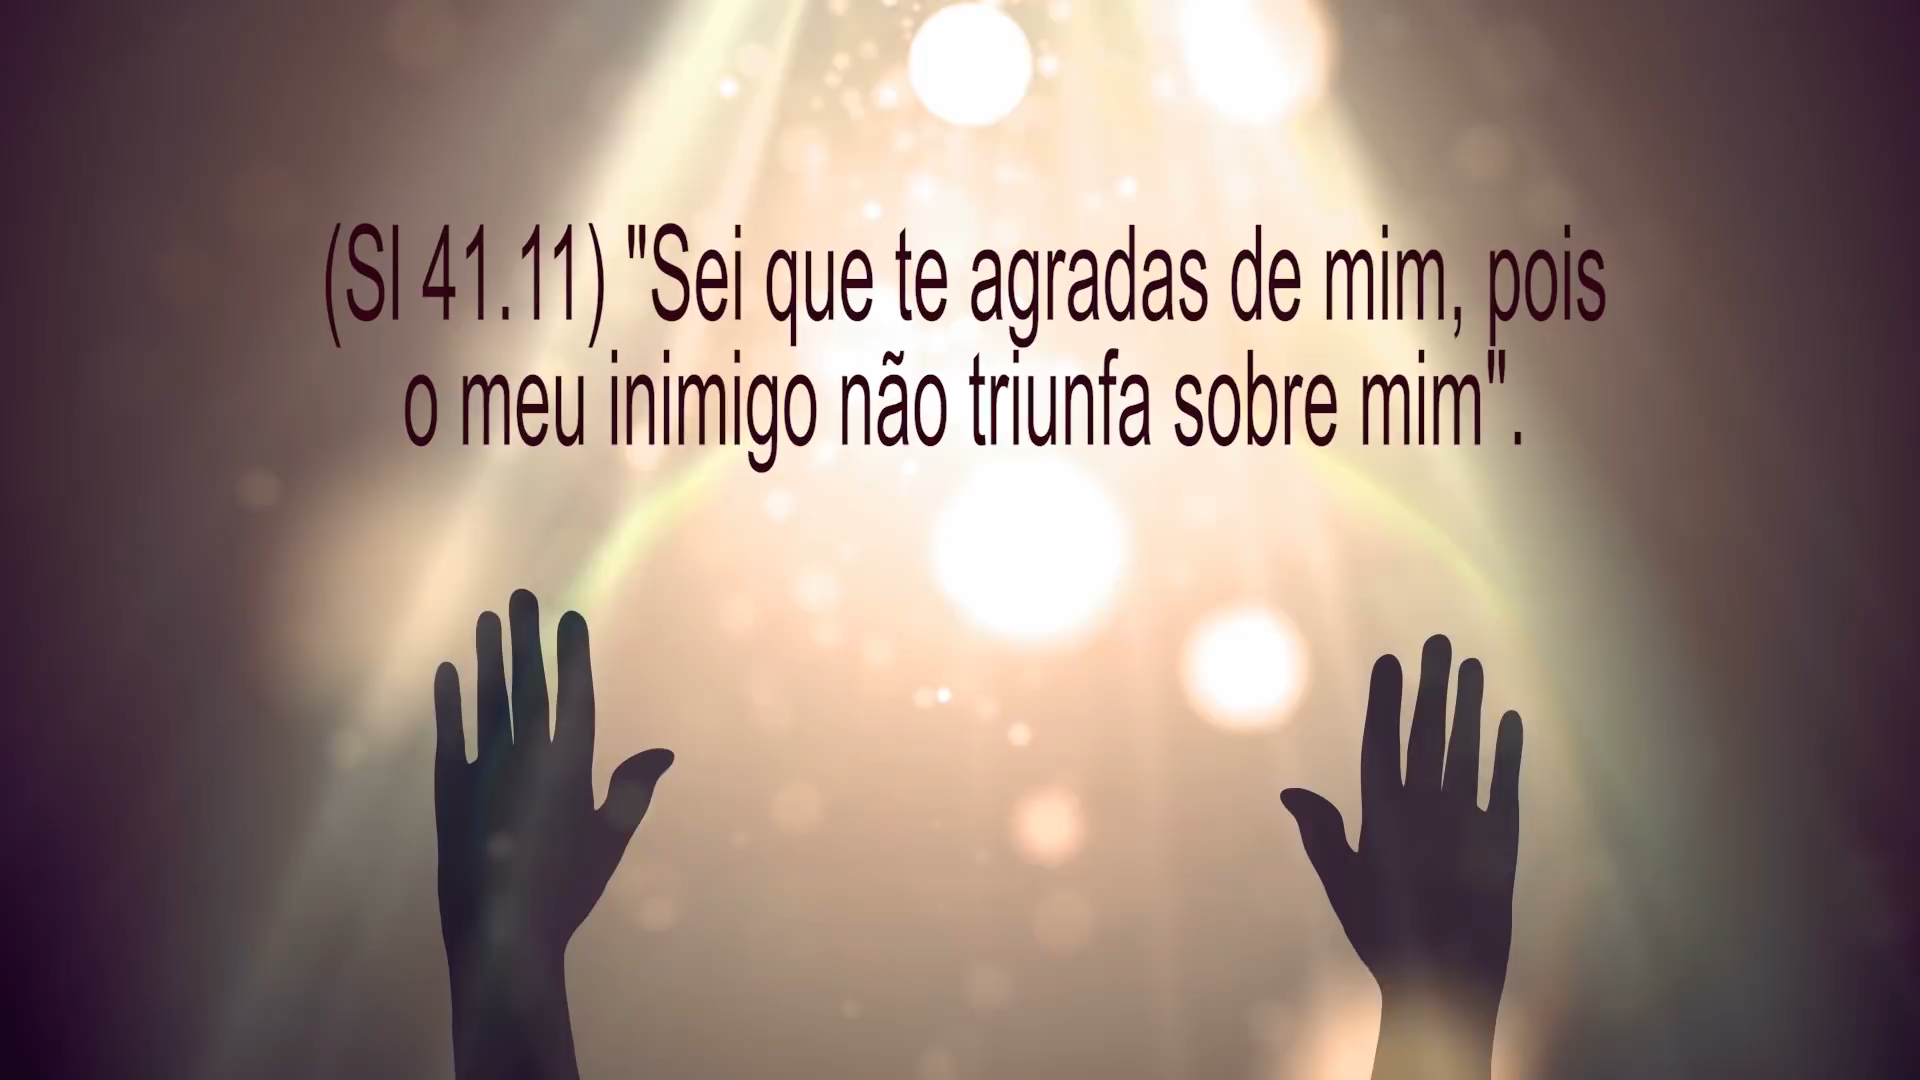 (Sl 41.11) "Sei que te agradas de mim, pois
o meu inimigo não triunfa sobre mim".